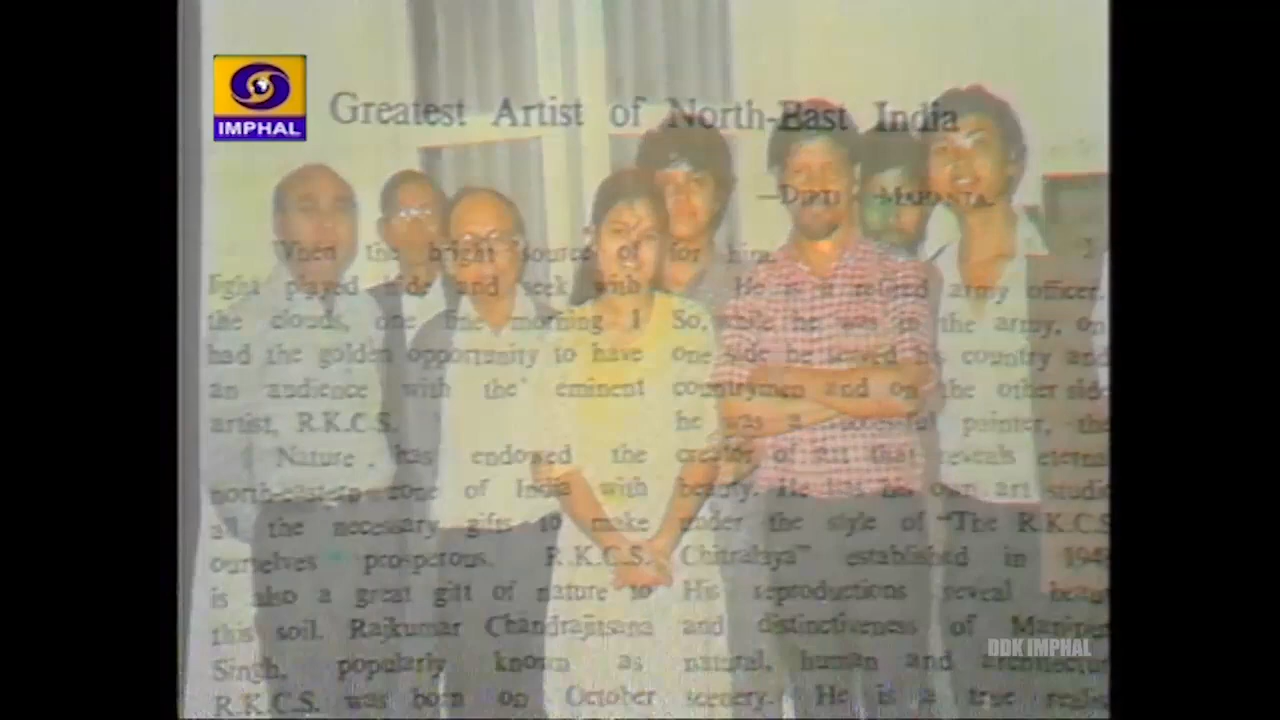 IMPHAL
Greatest Artist of North-East India
—DIPTI MAHANTA.
When the bright source of
light played hide and seek with
the clouds, one fine morning I
had the golden opportunity to have
an audience with the eminent
artist, R.K.C.S.
Nature has endowed the
north-eastern zone of India with
all the necessary gifts to make
ourselves prosperous. R.K.C.S.
is also a great gift of nature to
this soil. Rajkumar Chandrajitsana
Singh, popularly known as
R.K.C.S. was born on October
for him.
He is a retired army officer.
So, while he was in the army, on
one side he served his country and
countrymen and on the other side
he was a successful painter, the
creator of art that reveals eternal
beauty. He has his own art studio
under the style of "The R.K.C.S
Chitralaya" established in
His reproductions reveal
and distinctiveness of
natural, human and
scenery. He is a true
DDK IMPHAL